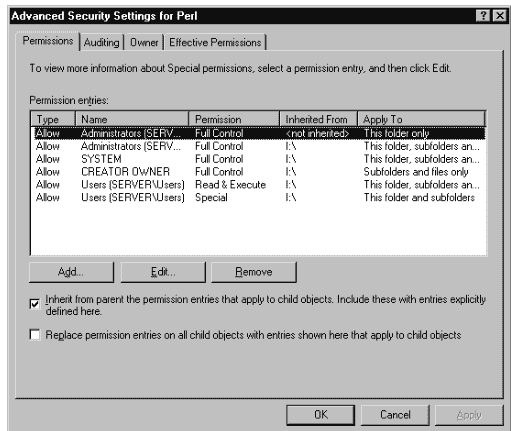 Advanced Security Settings for Perl
Permissions Auditing Owner Effective Permissions
To view more information about Special permissions, select a permission entry, and then click Edit.
Permission entries:
Type Name Permission Inherited From Apply To
Allow Administrators (SERV... Full Control <not inherited> This folder only
Allow Administrators (SERV... Full Control I:\ This folder, subfolders an...
Allow SYSTEM Full Control I:\ This folder, subfolders an...
Allow CREATOR OWNER Full Control I:\ Subfolders and files only
Allow Users (SERVER\Users) Read & Execute I:\ This folder, subfolders an...
Allow Users (SERVER\Users) Special I:\ This folder and subfolders
Add... Edit... Remove
Inherit from parent the permission entries that apply to child objects. Include these with entries explicitly
defined here.
Replace permission entries on all child objects with entries shown here that apply to child objects
OK Cancel Apply